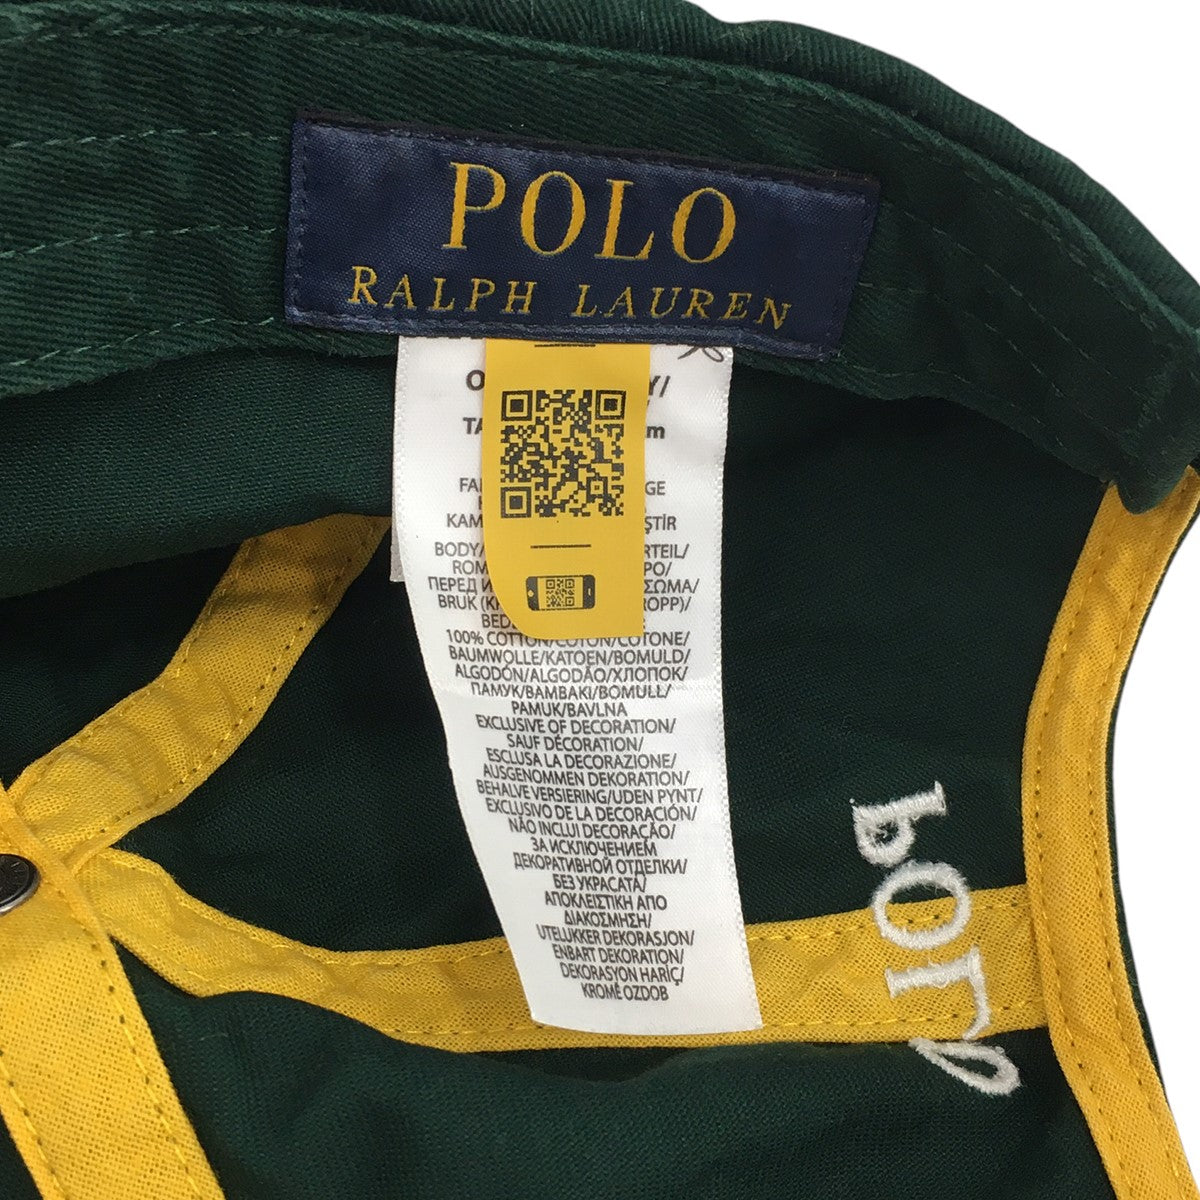 POLO
RALPH LAUREN
BODY/
100% COTTON/COTON/COTONE/
BAUMWOLLE/KATOEN/BOMULD/
ALGODÓN/ALGODÃO/ХЛОПОК/
ПАМУК/ΒΑΜΒΑΚΙ/BOMULL/
PAMUK/BAVLNA
EXCLUSIVE OF DECORATION/
SAUF DÉCORATION/
ESCLUSA LA DECORAZIONE/
AUSGENOMMEN DEKORATION/
BEHALVE VERSIERING/UDEN PYNT/
EXCLUSIVO DE LA DECORACIÓN/
NÃO INCLUI DECORAÇÃO/
ЗА ИСКЛЮЧЕНИЕМ
ДЕКОРАТИВНОЙ ОТДЕЛКИ/
БЕЗ УКРАСАТА/
ΑΠΟΚΛΕΙΣΤΙΚΗ ΑΠΟ
ΔΙΑΚΟΣΜΗΣΗ/
UTELUKKER DEKORASJON/
ENBART DEKORATION/
DEKORASYON HARİÇ/
KROMĚ OZDOB
POLO